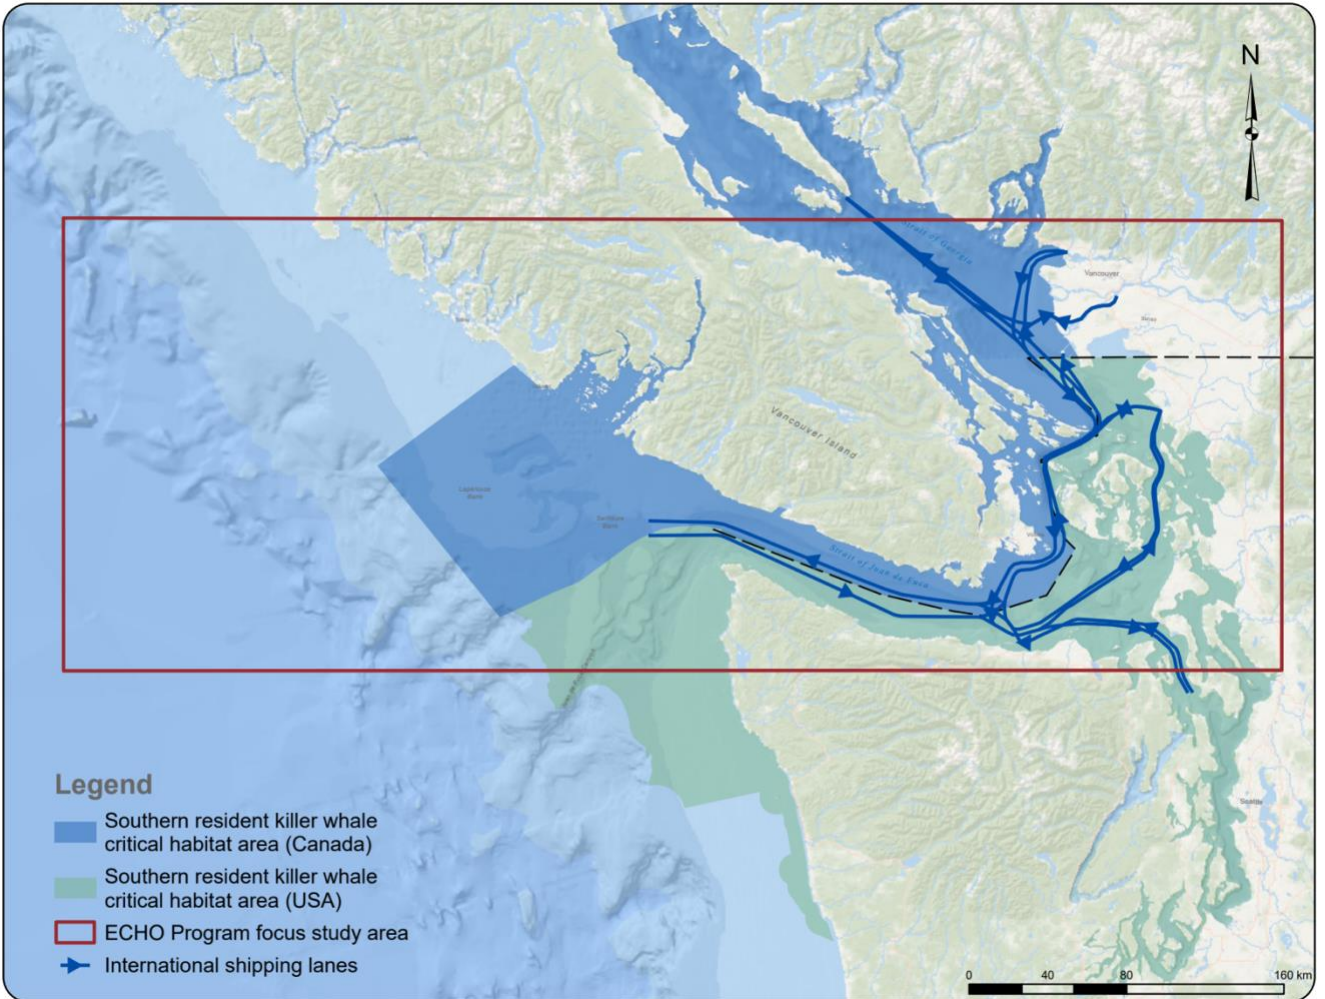 N
Strait of Georgia
Vancouver
Vancouver Island
Strait of Juan de Fuca
Seattle
Legend
Southern resident killer whale
critical habitat area (Canada)
Southern resident killer whale
critical habitat area (USA)
ECHO Program focus study area
International shipping lanes
0 40 80 160 km